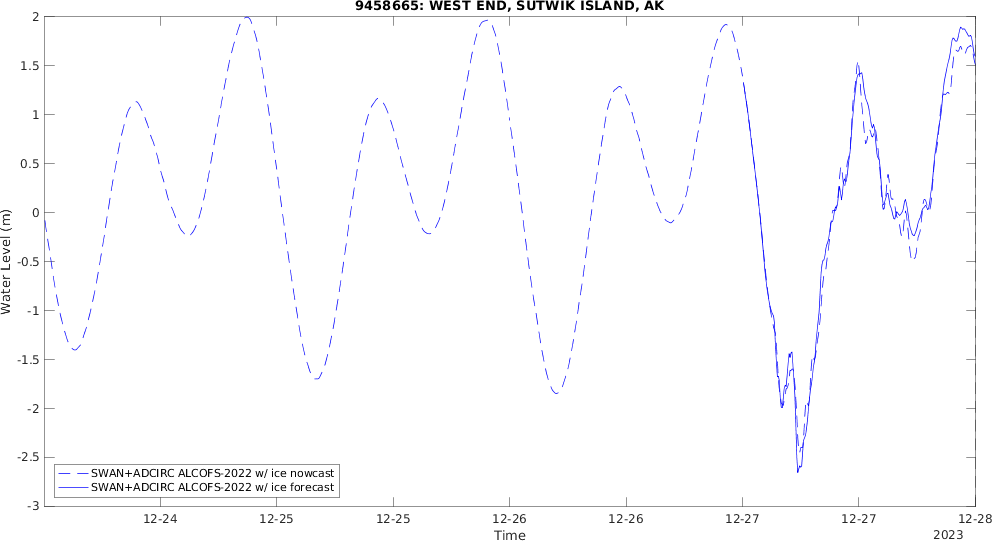 9458665: WEST END, SUTWIK ISLAND, AK
2
1.5
1
0.5
0
-0.5
-1
-1.5
-2
-2.5
-3
Water Level (m)
SWAN+ADCIRC ALCOFS-2022 w/ ice nowcast
SWAN+ADCIRC ALCOFS-2022 w/ ice forecast
12-24 12-25 12-25 12-26 12-26 12-27 12-27 12-28
Time
2023